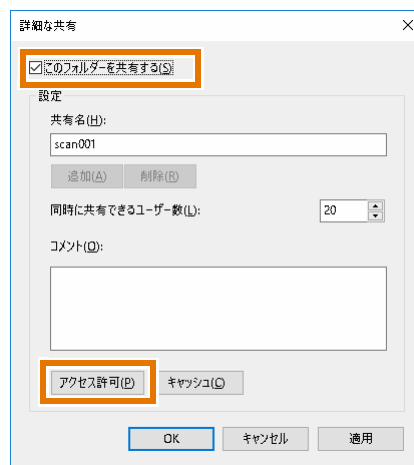 詳細な共有
このフォルダーを共有する(S)
設定
共有名(H):
scan001
追加(A) 削除(R)
同時に共有できるユーザー数(L): 20
コメント(O):
アクセス許可(P) キャッシュ(C)
OK キャンセル 適用